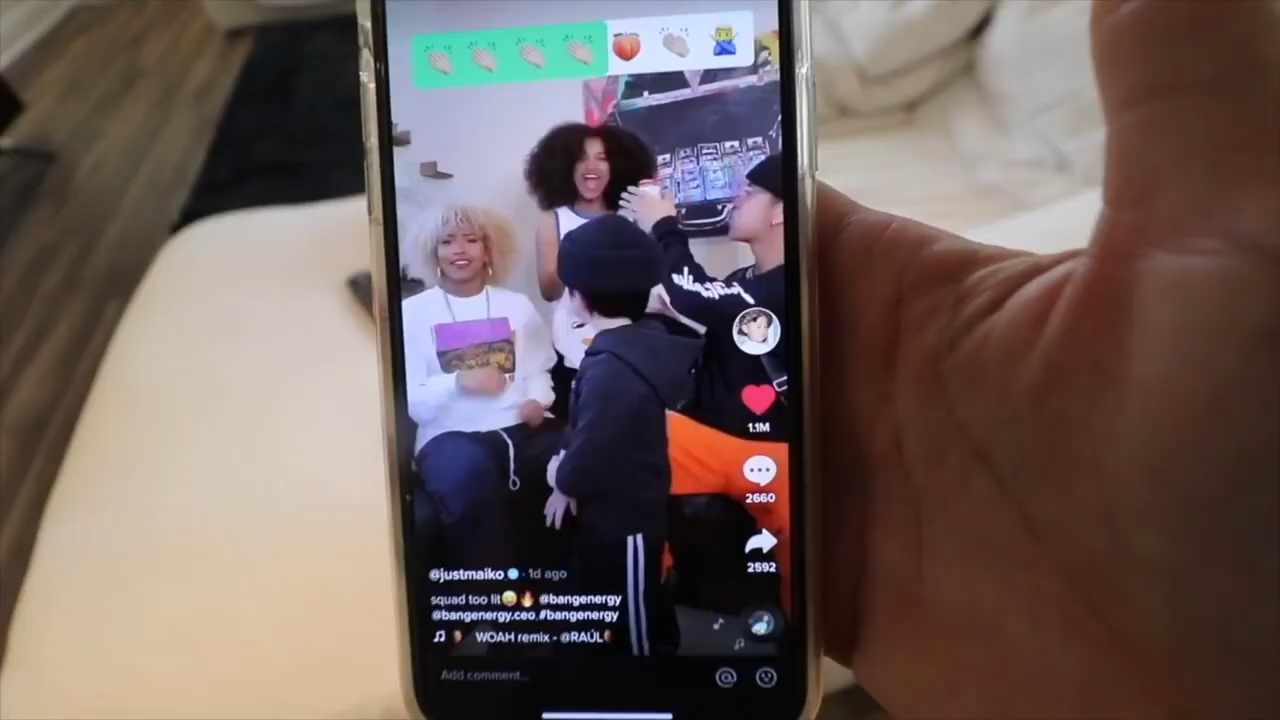 @justmaiko · 1d ago
squad too lit😝🔥 @bangenergy
@bangenergy.ceo #bangenergy
WOAH remix - @RAÚL
Add comment...
1.1M
2660
2592